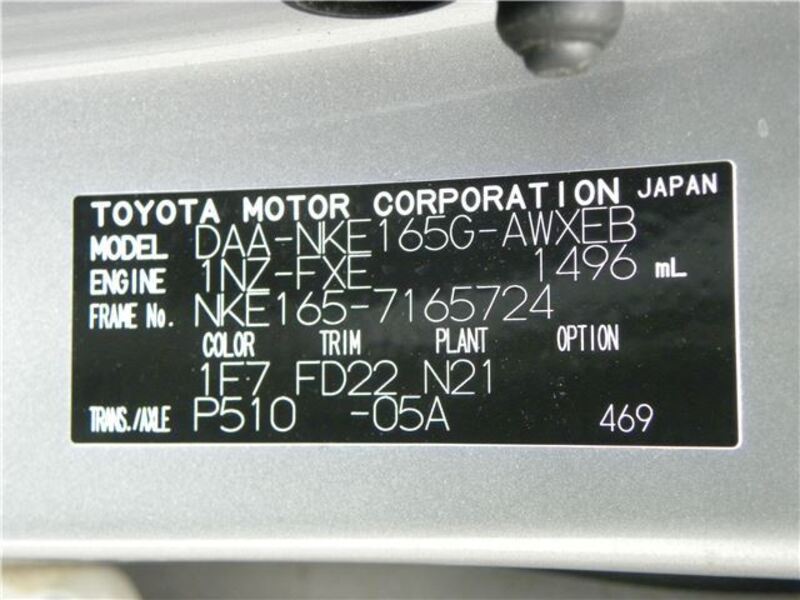 TOYOTA MOTOR CORPORATION JAPAN
MODEL DAA-NKE165G-AWXEB
ENGINE 1NZ-FXE 1496 mL
FRAME No. NKE165-7165724
COLOR TRIM PLANT OPTION
1F7 FD22 N21
TRANS./AXLE P510 -05A 469